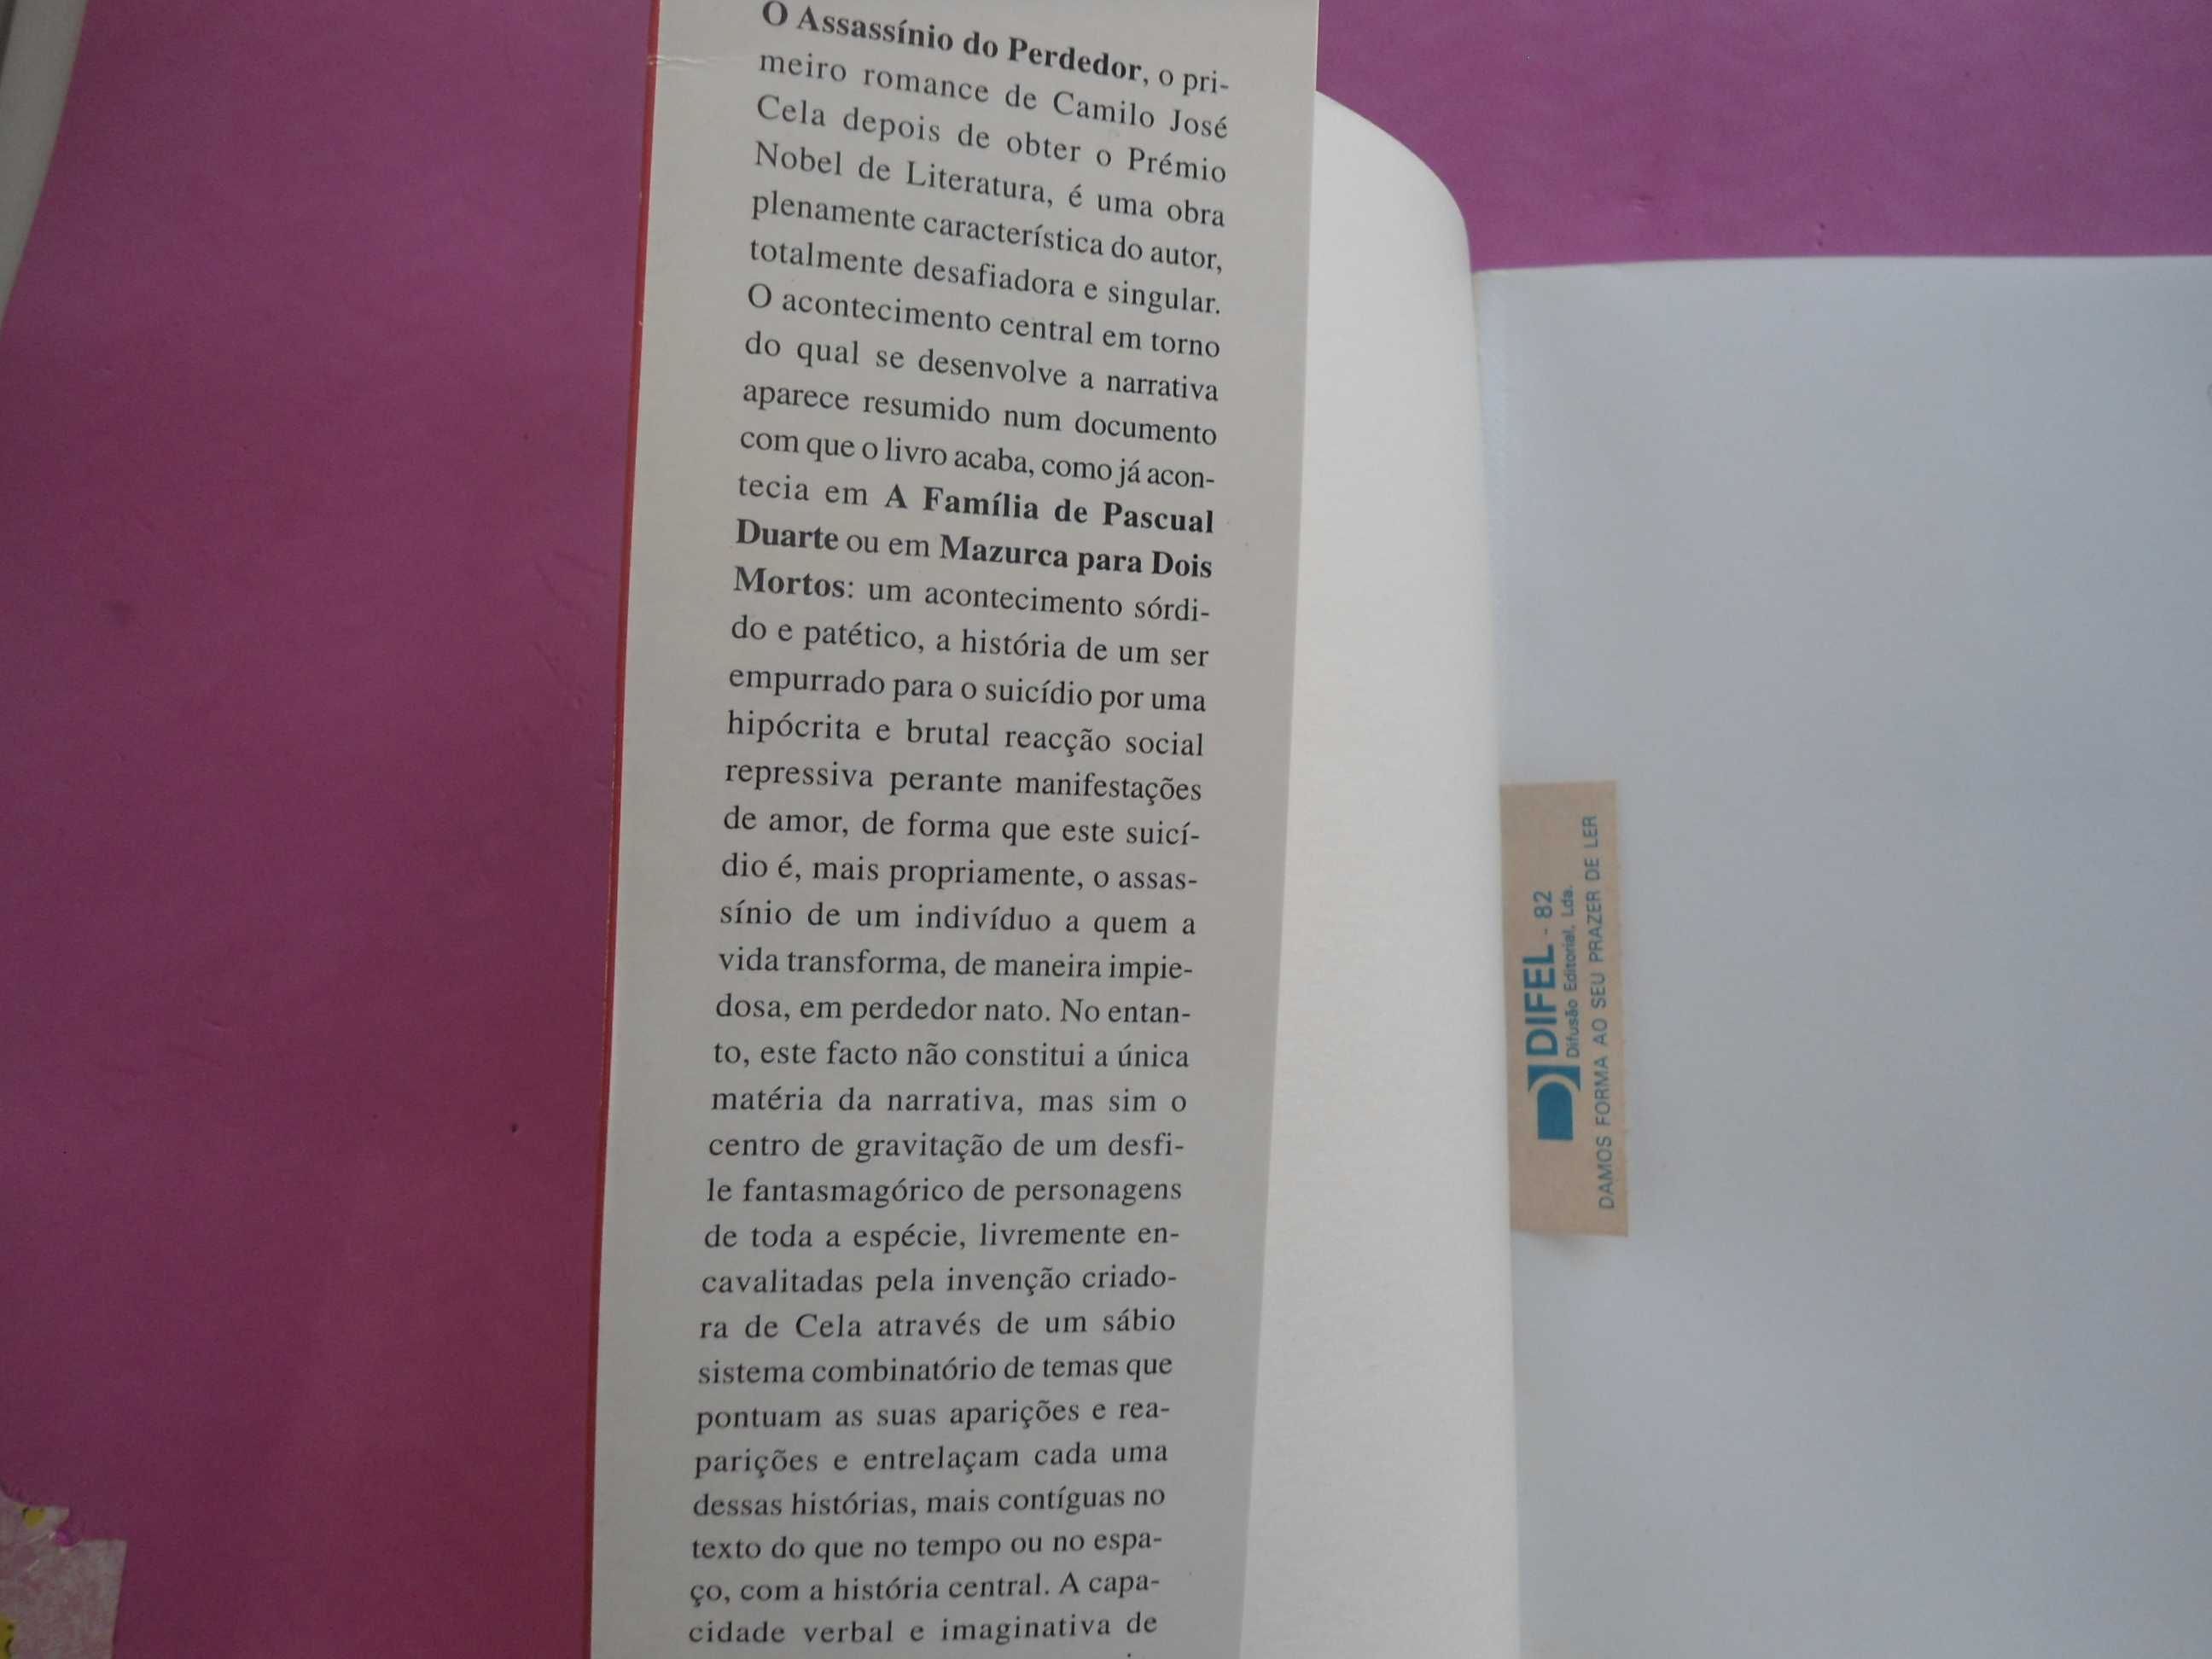 O Assassínio do Perdedor, o pri-
meiro romance de Camilo José
Cela depois de obter o Prémio
Nobel de Literatura, é uma obra
plenamente característica do autor,
totalmente desafiadora e singular.
O acontecimento central em torno
do qual se desenvolve a narrativa
aparece resumido num documento
com que o livro acaba, como já acon-
tecia em A Família de Pascual
Duarte ou em Mazurca para Dois
Mortos: um acontecimento sórdi-
do e patético, a história de um ser
empurrado para o suicídio por uma
hipócrita e brutal reacção social
repressiva perante manifestações
de amor, de forma que este suicí-
dio é, mais propriamente, o assas-
sínio de um indivíduo a quem a
vida transforma, de maneira impie-
dosa, em perdedor nato. No entan-
to, este facto não constitui a única
matéria da narrativa, mas sim o
centro de gravitação de um desfi-
le fantasmagórico de personagens
de toda a espécie, livremente en-
cavalitadas pela invenção criado-
ra de Cela através de um sábio
sistema combinatório de temas que
pontuam as suas aparições e rea-
parições e entrelaçam cada uma
dessas histórias, mais contíguas no
texto do que no tempo ou no espa-
ço, com a história central. A capa-
cidade verbal e imaginativa de
DIFEL - 82
Difusão Editorial, Lda.
DAMOS FORMA AO SEU PRAZER DE LER